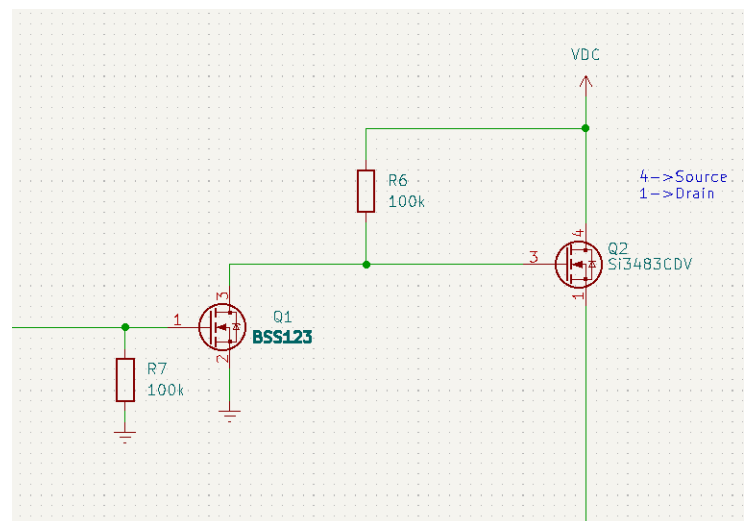 VDC
4->Source
1->Drain
R6
100k
4
Q2
Si3483CDV
3
1
3
1
Q1
BSS123
2
R7
100k